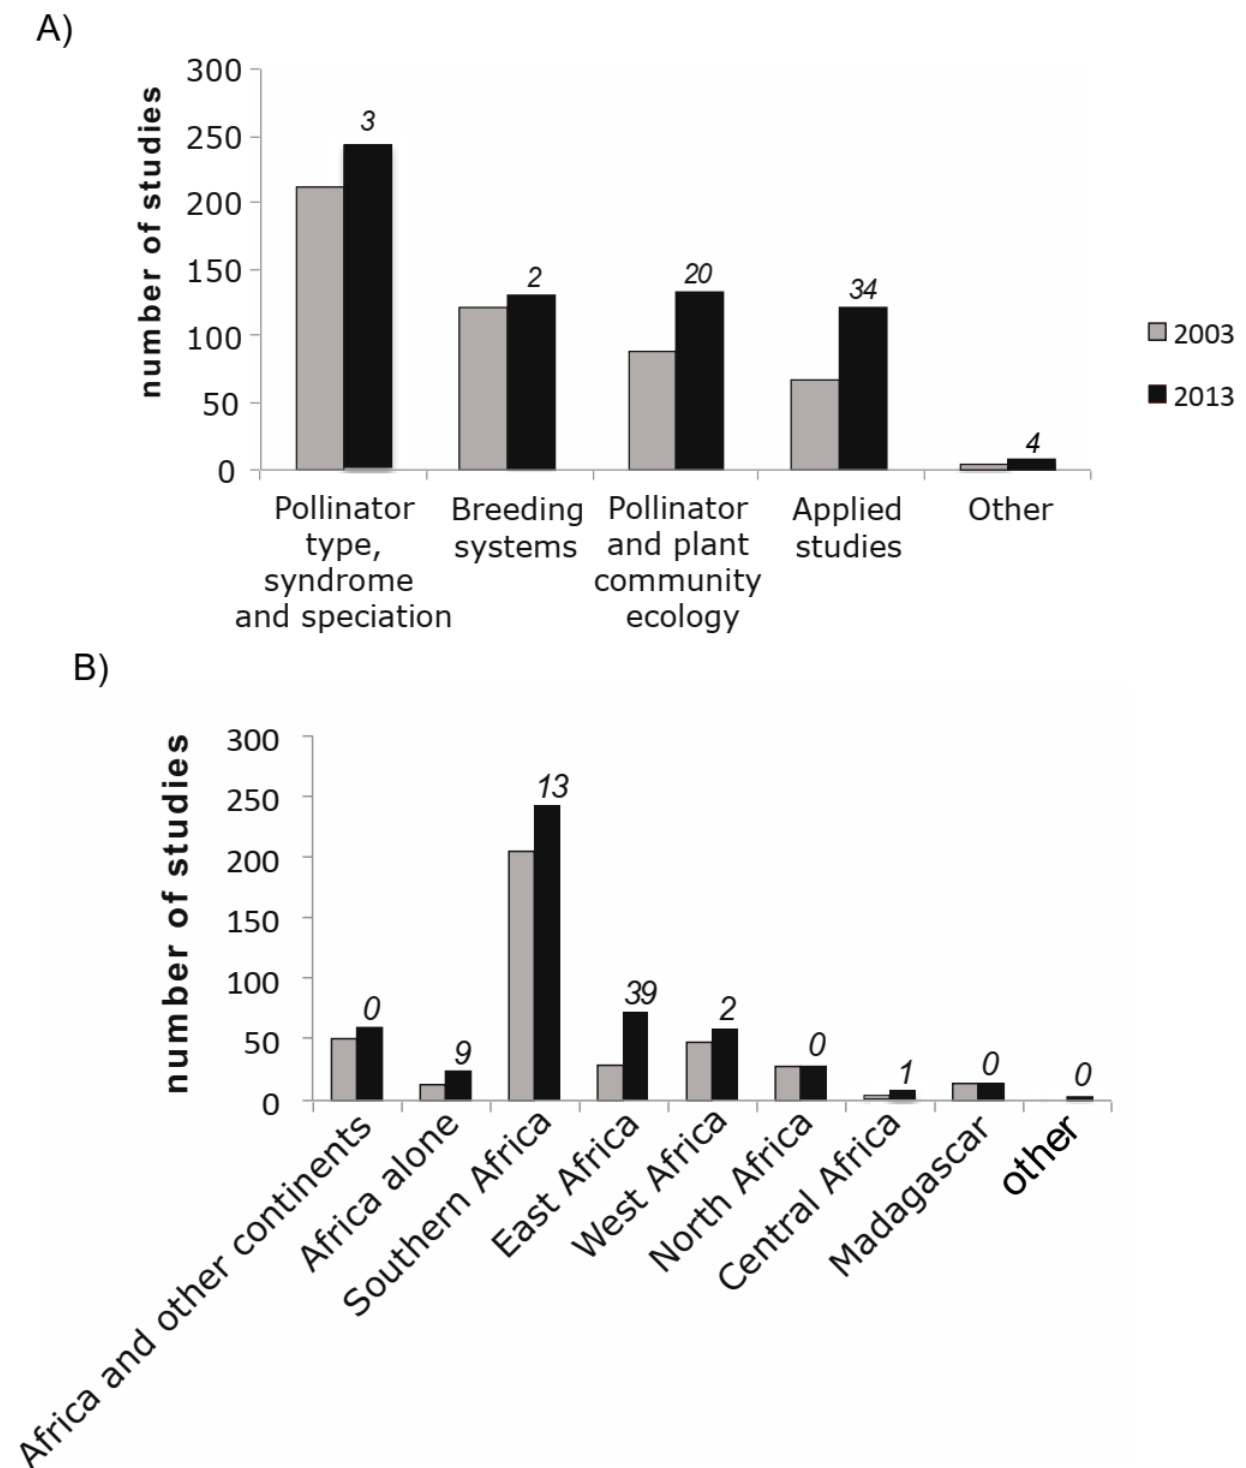 A)
number of studies
300
250
200
150
100
50
0
3
2
20
34
4
Pollinator
type,
syndrome
and speciation
Breeding
systems
Pollinator
and plant
community
ecology
Applied
studies
Other
2003
2013
B)
number of studies
300
250
200
150
100
50
0
0
9
13
39
2
0
1
0
0
Africa and other continents
Africa alone
Southern Africa
East Africa
West Africa
North Africa
Central Africa
Madagascar
other